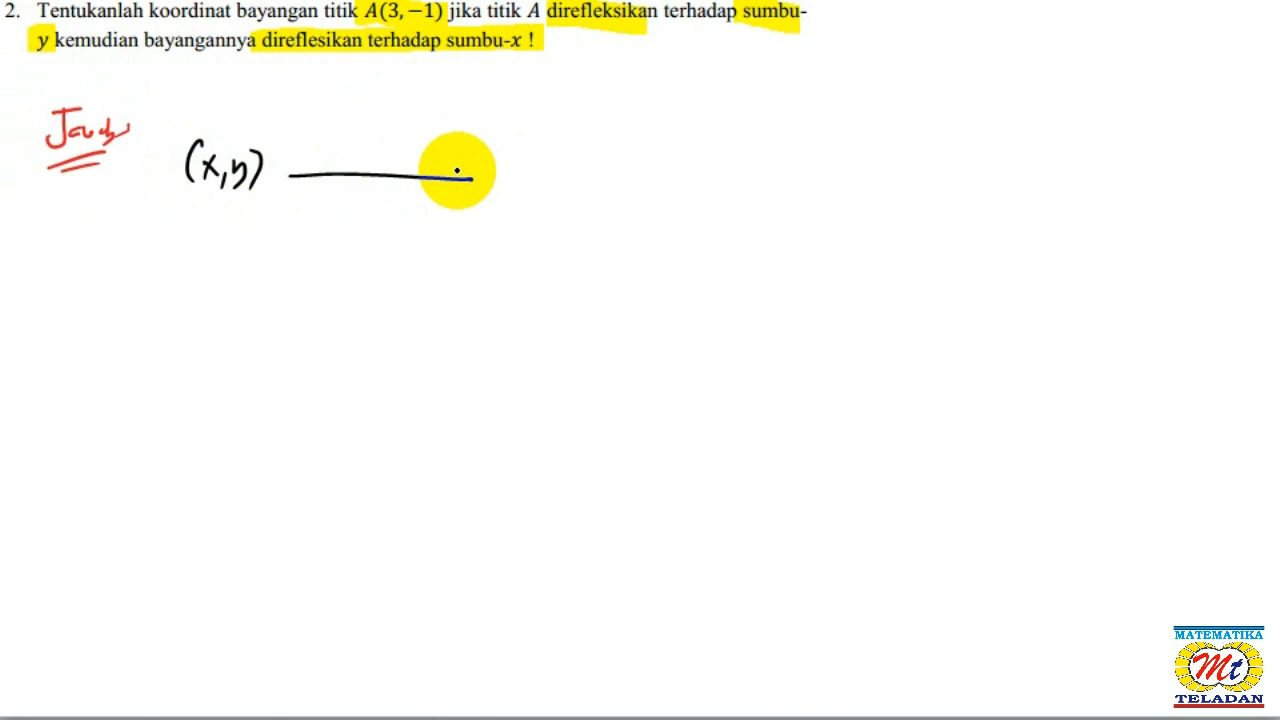 2. Tentukanlah koordinat bayangan titik A(3, −1) jika titik A direfleksikan terhadap sumbu-
y kemudian bayangannya direflesikan terhadap sumbu-x !
Jawab
(x,y)
MATEMATIKA
Mt
TELADAN